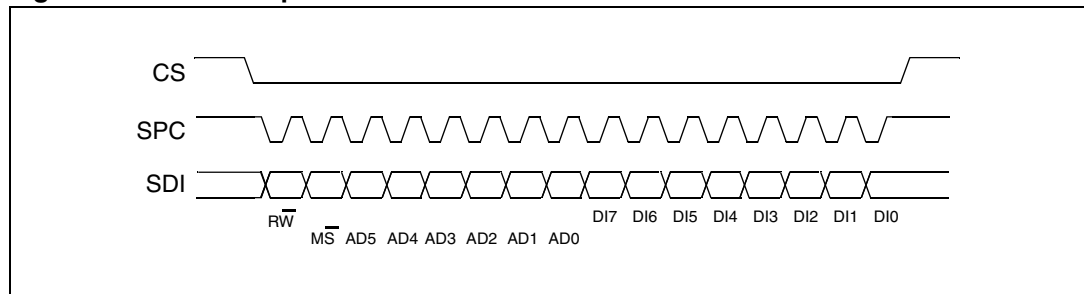 CS
SPC
SDI
RW̅ DI7 DI6 DI5 DI4 DI3 DI2 DI1 DI0
MS̅ AD5 AD4 AD3 AD2 AD1 AD0